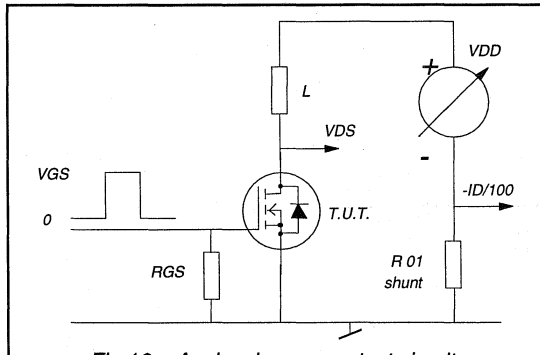 VDD
+
L
VDS
-
VGS
-ID/100
0
T.U.T.
RGS
R 01
shunt